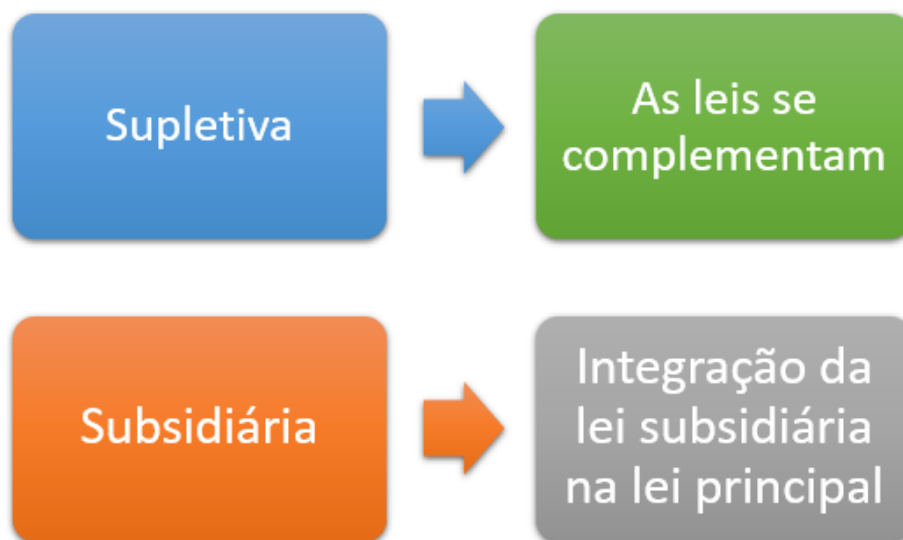 Supletiva
As leis se
complementam
Subsidiária
Integração da
lei subsidiária
na lei principal